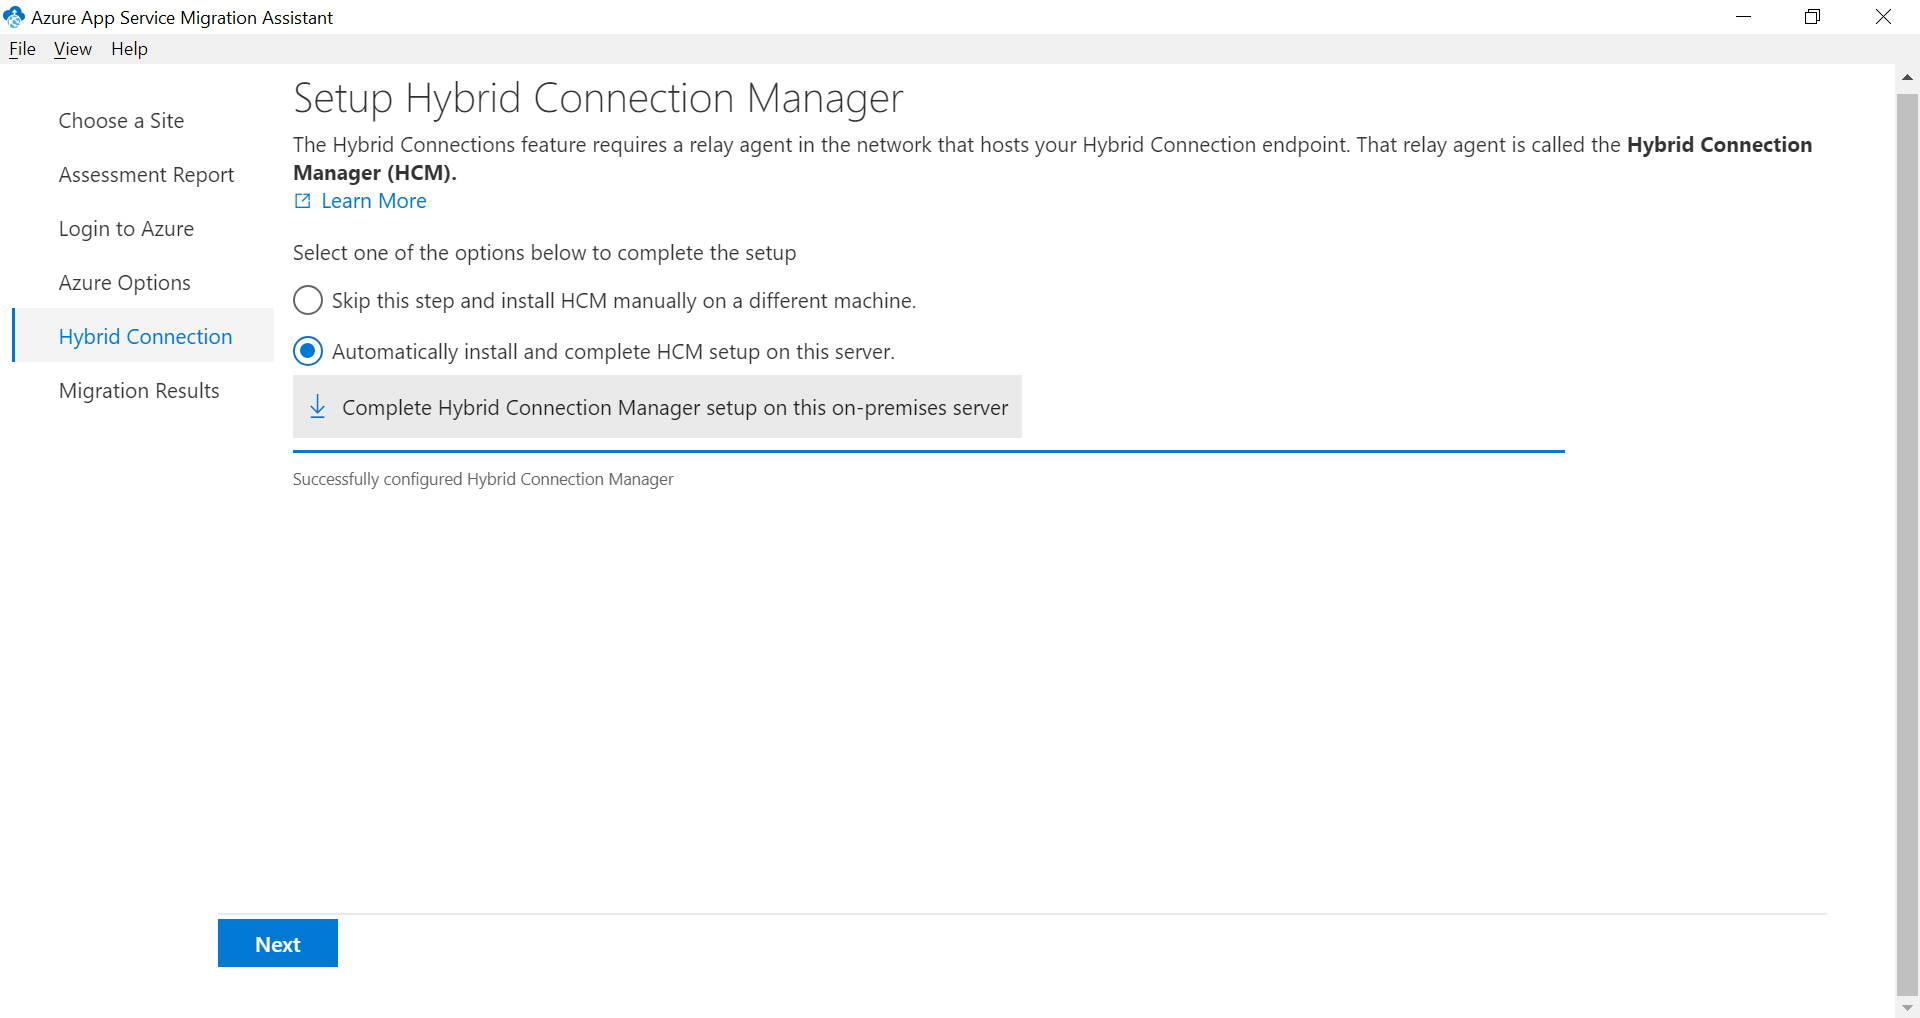 Azure App Service Migration Assistant
File View Help
Choose a Site
Assessment Report
Login to Azure
Azure Options
Hybrid Connection
Migration Results
Setup Hybrid Connection Manager
The Hybrid Connections feature requires a relay agent in the network that hosts your Hybrid Connection endpoint. That relay agent is called the Hybrid Connection
Manager (HCM).
Learn More
Select one of the options below to complete the setup
Skip this step and install HCM manually on a different machine.
Automatically install and complete HCM setup on this server.
Complete Hybrid Connection Manager setup on this on-premises server
Successfully configured Hybrid Connection Manager
Next